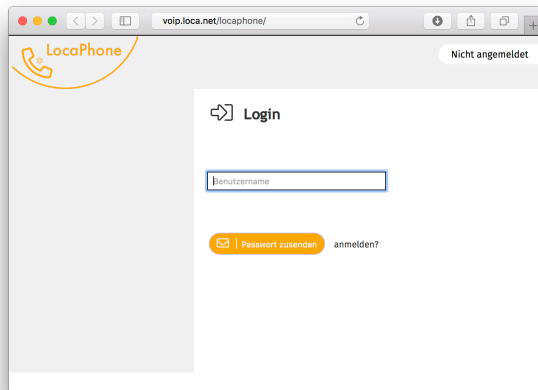 voip.loca.net/locaphone/
LocaPhone
Nicht angemeldet
Login
Benutzername
Passwort zusenden
anmelden?